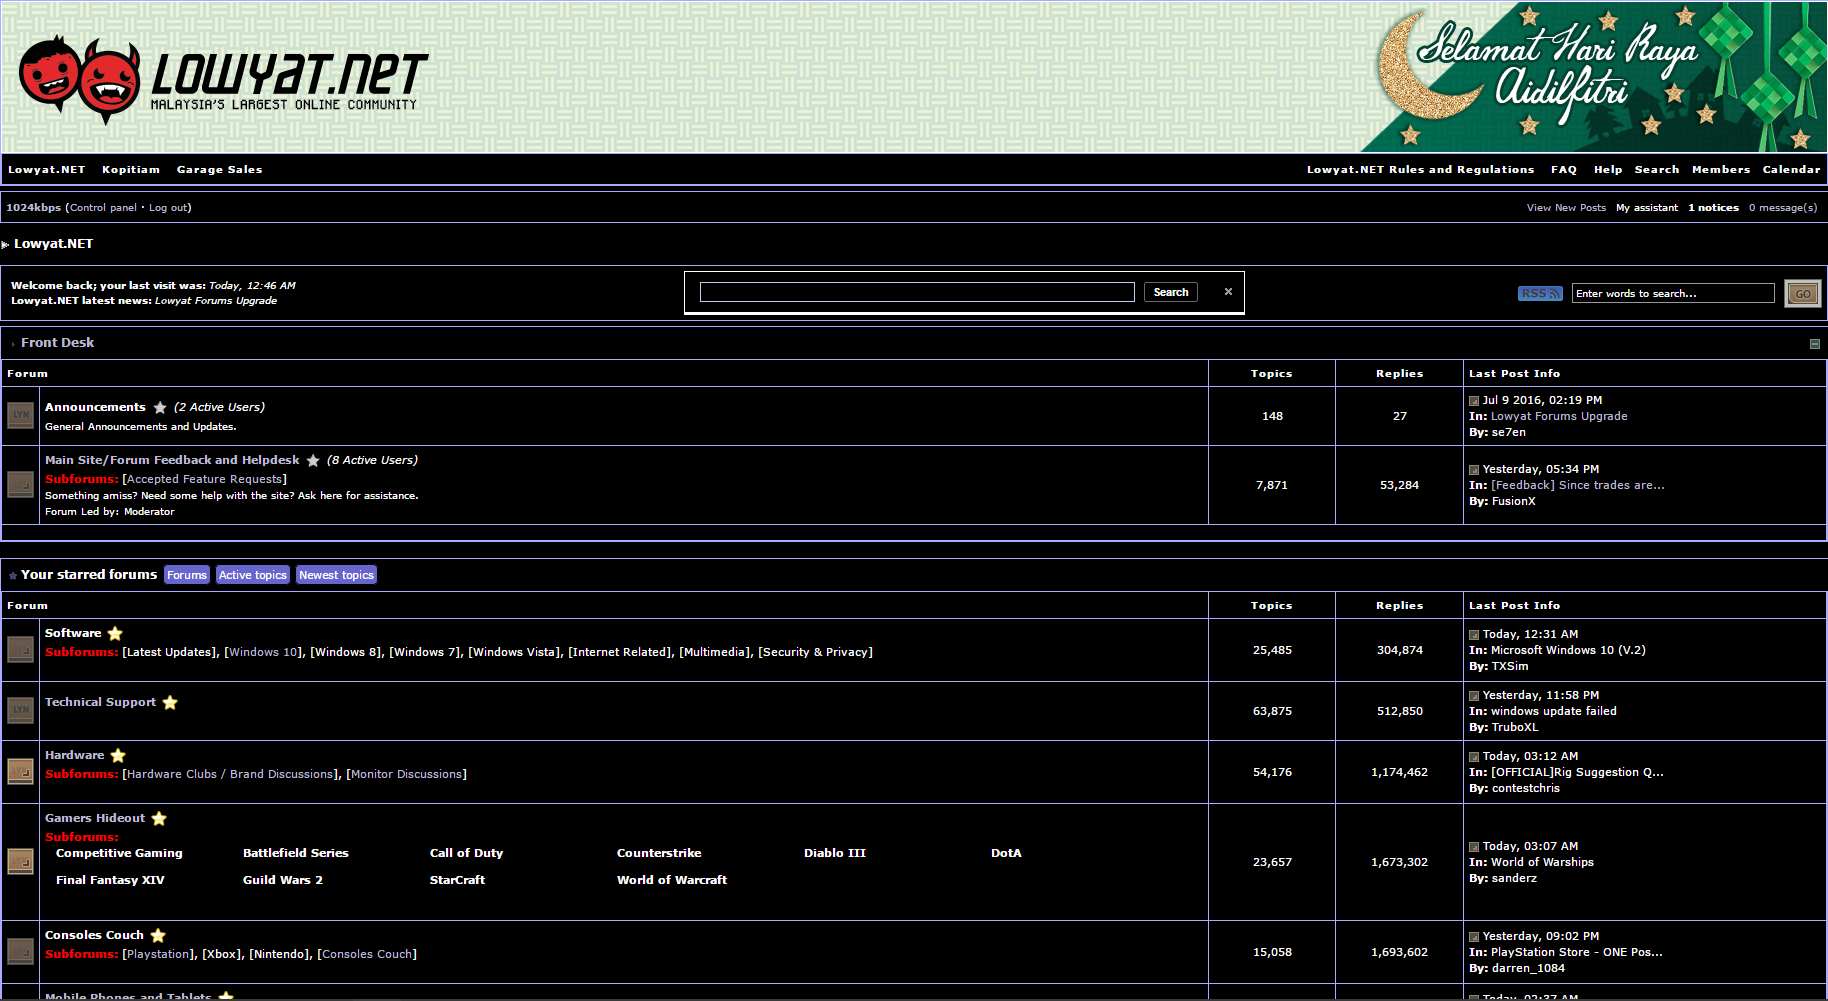 LOWYAT.NET
MALAYSIA'S LARGEST ONLINE COMMUNITY
Selamat Hari Raya
Aidilfitri
Lowyat.NET Kopitiam Garage Sales Lowyat.NET Rules and Regulations FAQ Help Search Members Calendar
1024kbps (Control panel · Log out) View New Posts My assistant 1 notices 0 message(s)
Lowyat.NET
Welcome back; your last visit was: Today, 12:46 AM
Lowyat.NET latest news: Lowyat Forums Upgrade
Search × RSS Enter words to search... GO
Front Desk
Forum Topics Replies Last Post Info
LYN
Announcements (2 Active Users)
General Announcements and Updates.
148 27
Jul 9 2016, 02:19 PM
In: Lowyat Forums Upgrade
By: se7en
Main Site/Forum Feedback and Helpdesk (8 Active Users)
Subforums: [Accepted Feature Requests]
Something amiss? Need some help with the site? Ask here for assistance.
Forum Led by: Moderator
7,871 53,284
Yesterday, 05:34 PM
In: [Feedback] Since trades are...
By: FusionX
Your starred forums Forums Active topics Newest topics
Forum Topics Replies Last Post Info
Software
Subforums: [Latest Updates], [Windows 10], [Windows 8], [Windows 7], [Windows Vista], [Internet Related], [Multimedia], [Security & Privacy]
25,485 304,874
Today, 12:31 AM
In: Microsoft Windows 10 (V.2)
By: TXSim
LYN
Technical Support
63,875 512,850
Yesterday, 11:58 PM
In: windows update failed
By: TruboXL
Hardware
Subforums: [Hardware Clubs / Brand Discussions], [Monitor Discussions]
54,176 1,174,462
Today, 03:12 AM
In: [OFFICIAL]Rig Suggestion Q...
By: contestchris
Gamers Hideout
Subforums:
Competitive Gaming Battlefield Series Call of Duty Counterstrike Diablo III DotA
Final Fantasy XIV Guild Wars 2 StarCraft World of Warcraft
23,657 1,673,302
Today, 03:07 AM
In: World of Warships
By: sanderz
Consoles Couch
Subforums: [Playstation], [Xbox], [Nintendo], [Consoles Couch]
15,058 1,693,602
Yesterday, 09:02 PM
In: PlayStation Store - ONE Pos...
By: darren_1084
Mobile Phones and Tablets
Today, 02:37 AM